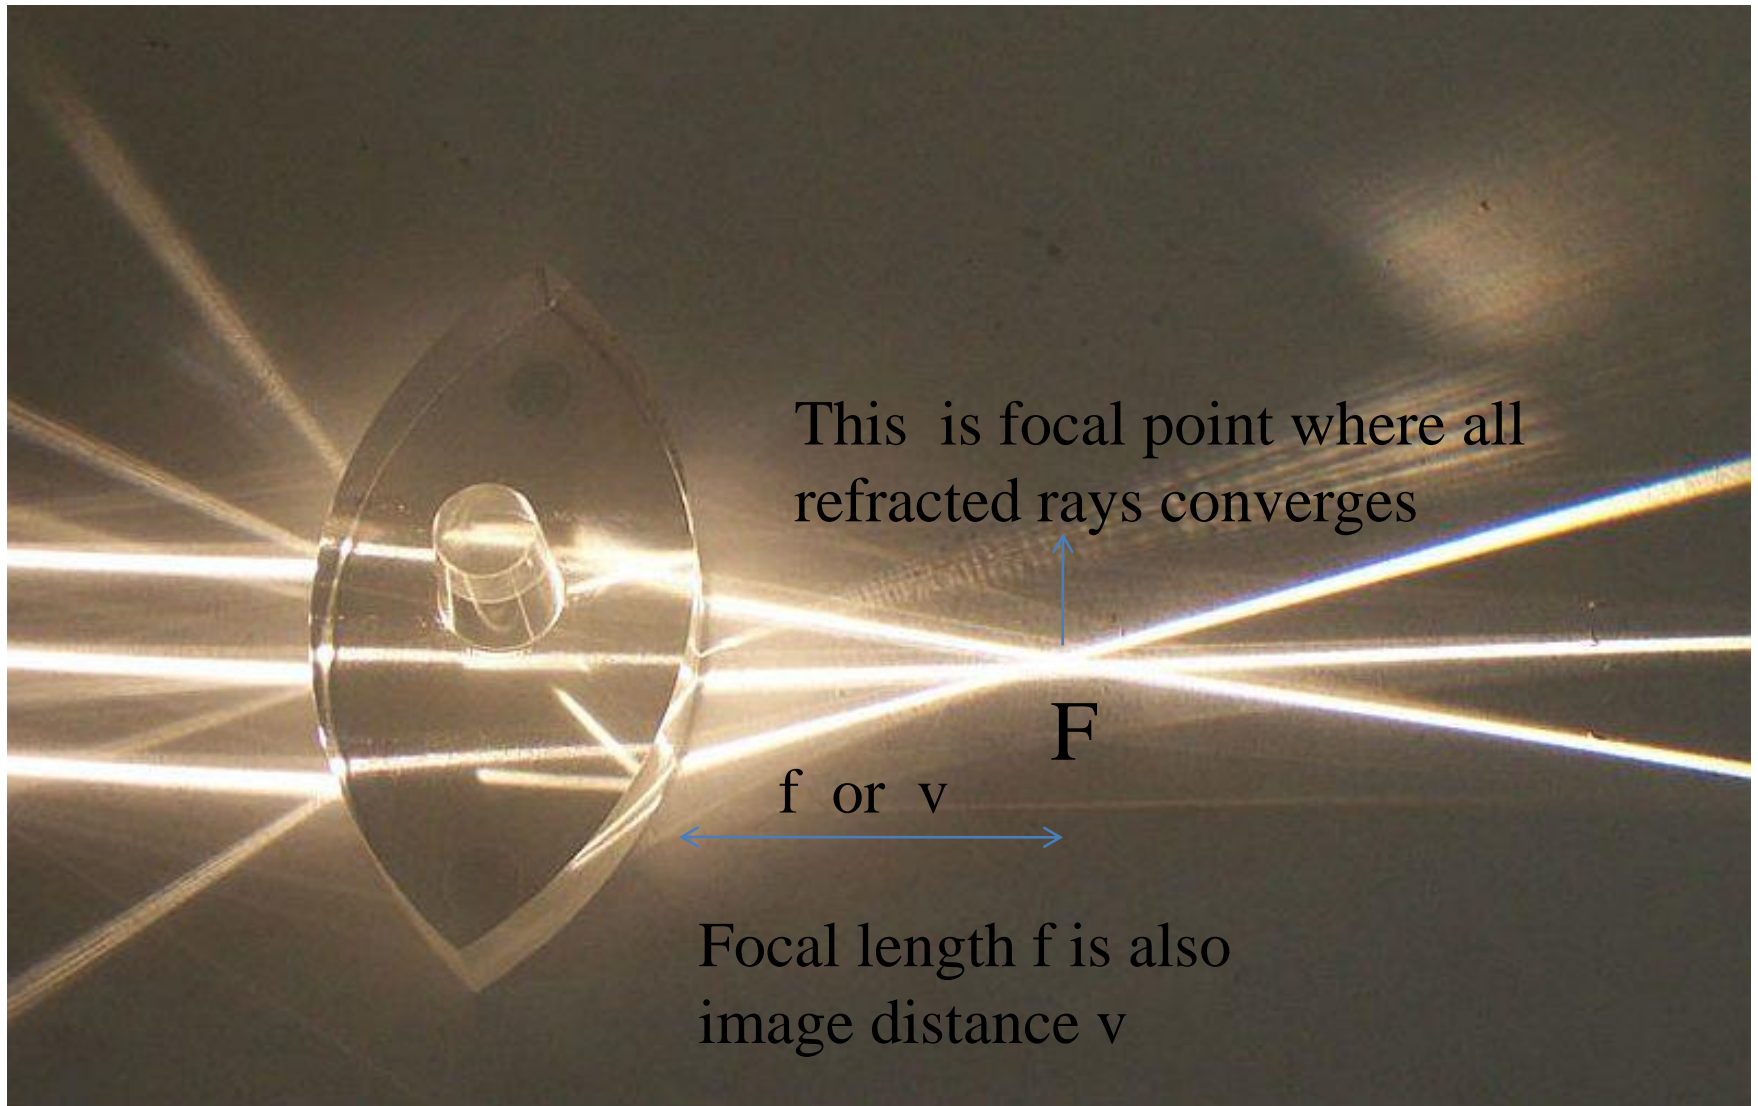 This is focal point where all
refracted rays converges
F
f or v
Focal length f is also
image distance v